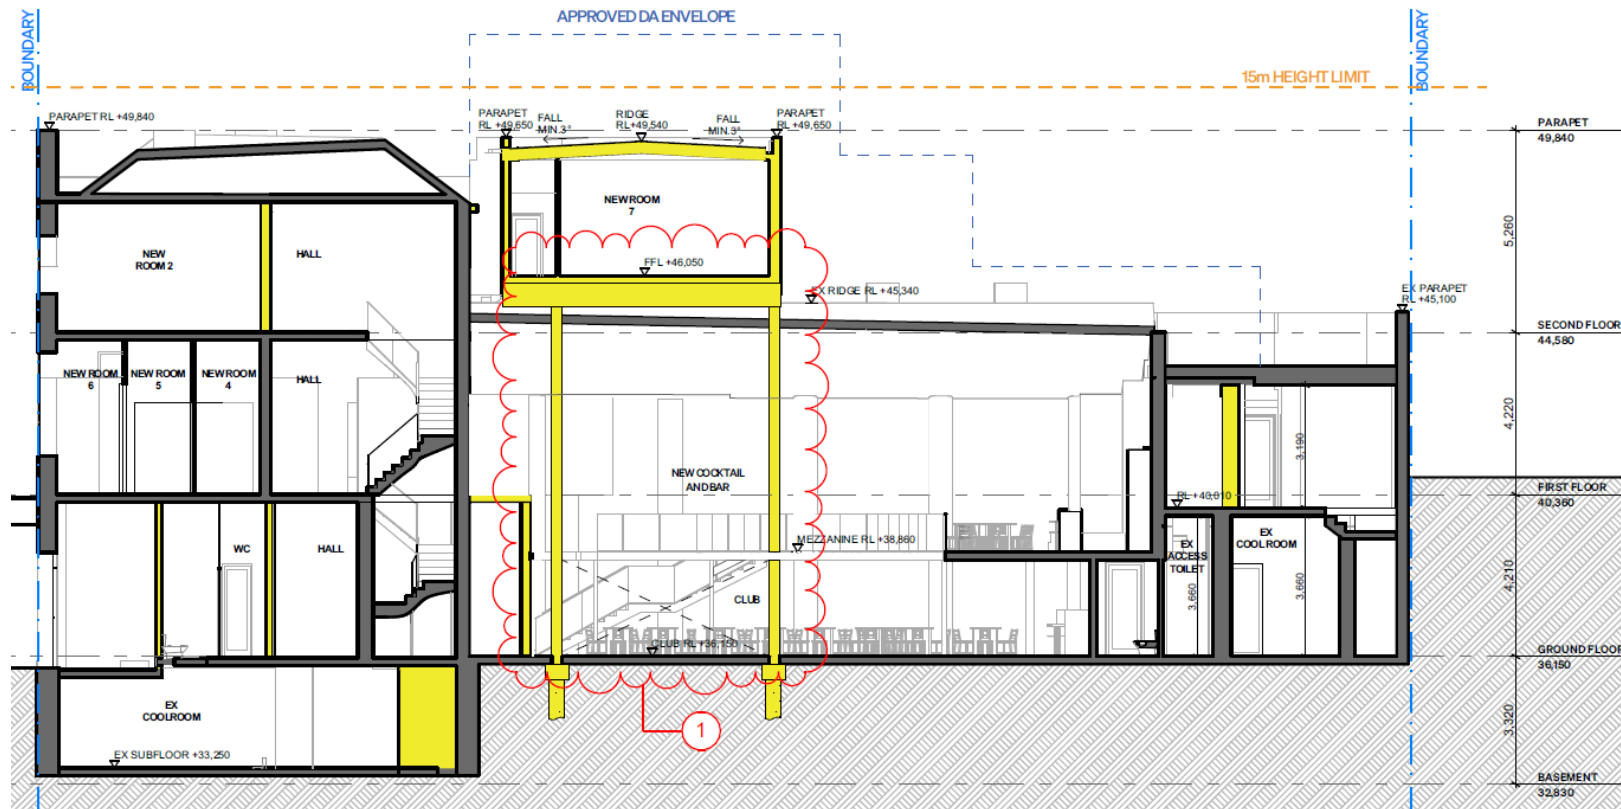 APPROVED DA ENVELOPE
BOUNDARY
BOUNDARY
15m HEIGHT LIMIT
PARAPET RL +49,840
PARAPET
RL +49,650
FALL
MIN.3°
RIDGE
RL+49,540
FALL
MIN.3°
PARAPET
RL +49,650
PARAPET
49,840
NEW ROOM
7
NEW
ROOM 2
HALL
FFL +46,050
EX RIDGE RL +45,340
EX PARAPET
RL +45,100
5,260
SECOND FLOOR
44,580
NEW ROOM
6
NEW ROOM
5
NEW ROOM
4
HALL
4,220
3,190
NEW COCKTAIL
AND BAR
RL +40,010
FIRST FLOOR
40,360
WC
HALL
MEZZANINE RL +38,860
EX
ACCESS
TOILET
EX
COOLROOM
4,210
3,660
3,660
CLUB
CLUB RL +36,150
GROUND FLOOR
36,150
EX
COOLROOM
1
3,320
EX SUBFLOOR +33,250
BASEMENT
32,830